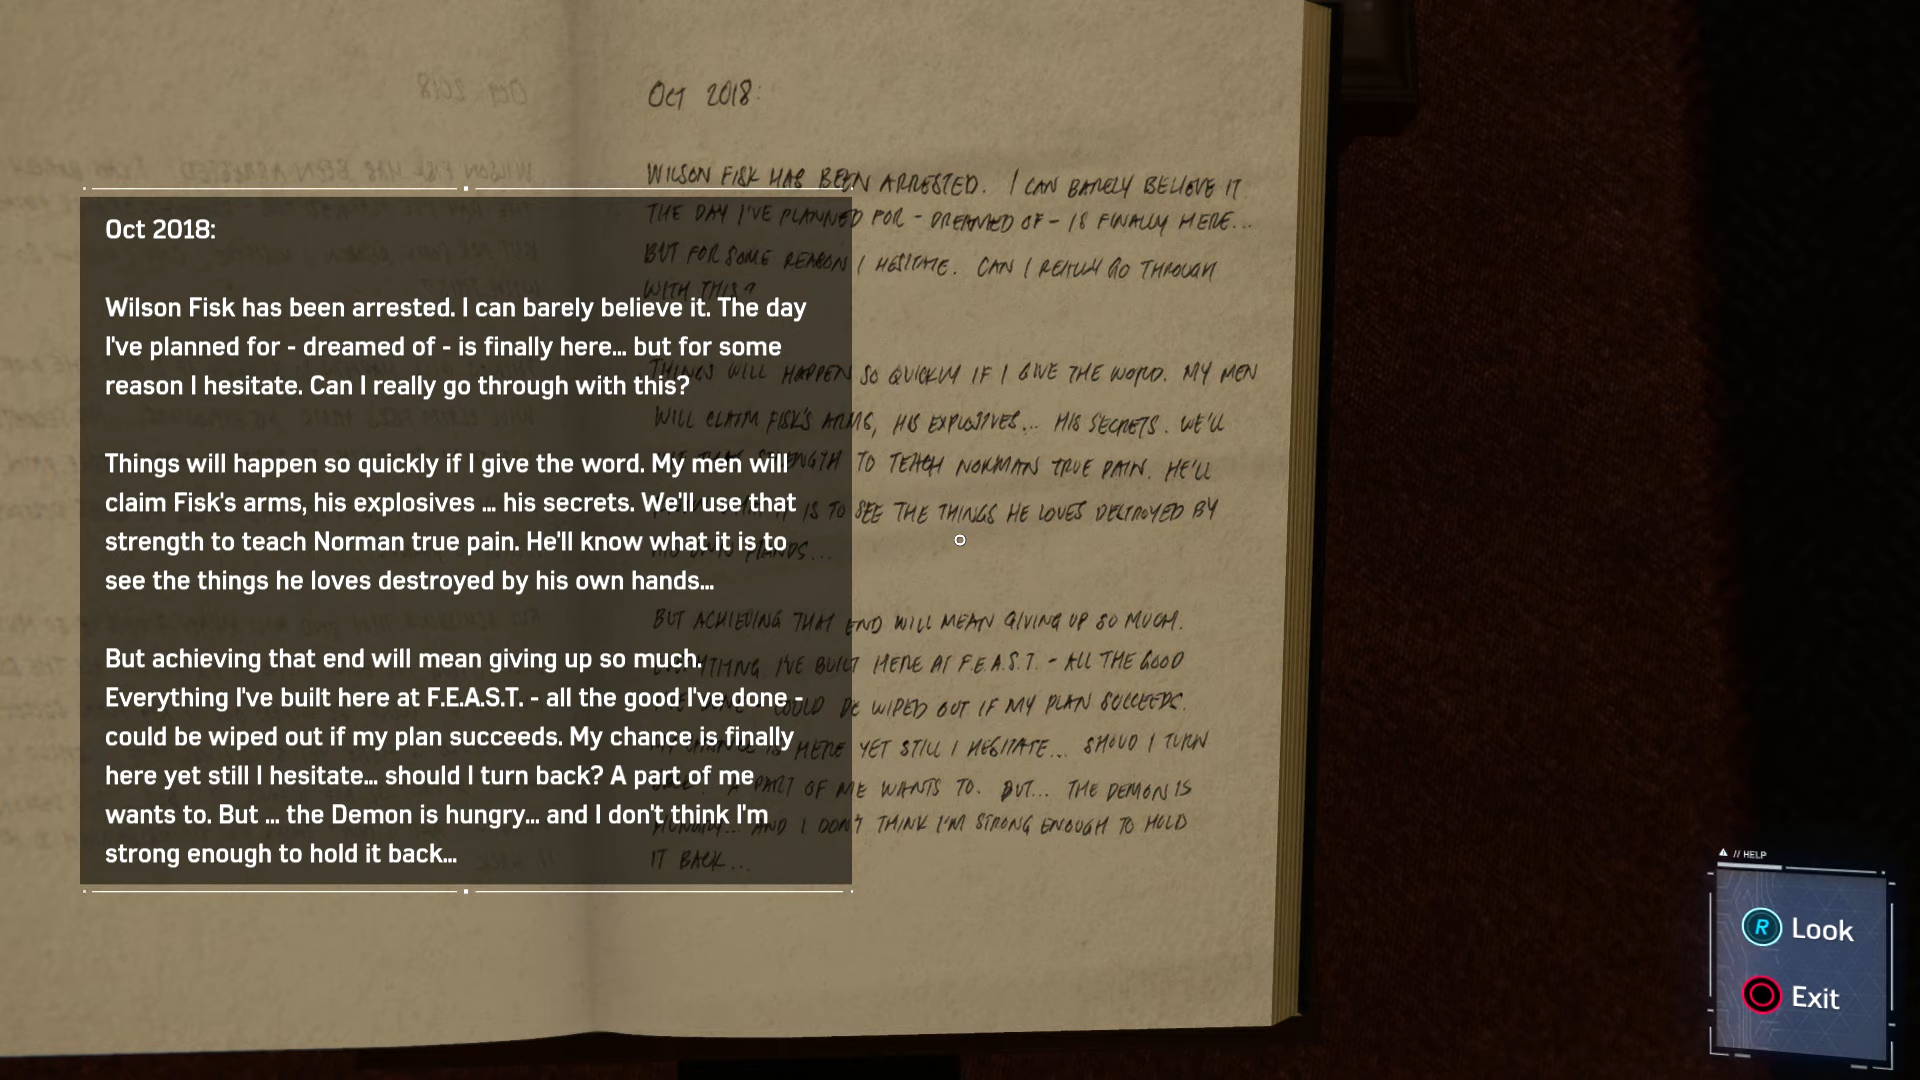 Oct 2018:
Wilson Fisk has been arrested. I can barely believe it. The day
I've planned for - dreamed of - is finally here... but for some
reason I hesitate. Can I really go through with this?
Things will happen so quickly if I give the word. My men will
claim Fisk's arms, his explosives ... his secrets. We'll use that
strength to teach Norman true pain. He'll know what it is to
see the things he loves destroyed by his own hands...
But achieving that end will mean giving up so much.
Everything I've built here at F.E.A.S.T. - all the good I've done -
could be wiped out if my plan succeeds. My chance is finally
here yet still I hesitate... should I turn back? A part of me
wants to. But ... the Demon is hungry... and I don't think I'm
strong enough to hold it back...
OCT 2018:
WILSON FISK HAS BEEN ARRESTED. I CAN BARELY BELIEVE IT.
THE DAY I'VE PLANNED FOR - DREAMED OF - IS FINALLY HERE...
BUT FOR SOME REASON I HESITATE. CAN I REALLY GO THROUGH
WITH THIS?
THINGS WILL HAPPEN SO QUICKLY IF I GIVE THE WORD. MY MEN
WILL CLAIM FISK'S ARMS, HIS EXPLOSIVES... HIS SECRETS. WE'LL
STRENGTH TO TEACH NORMAN TRUE PAIN. HE'LL
IS TO SEE THE THINGS HE LOVES DESTROYED BY
HANDS...
BUT ACHIEVING THAT END WILL MEAN GIVING UP SO MUCH.
I'VE BUILT HERE AT F.E.A.S.T. - ALL THE GOOD
COULD BE WIPED OUT IF MY PLAN SUCCEEDS.
HERE YET STILL I HESITATE... SHOULD I TURN
A PART OF ME WANTS TO. BUT... THE DEMON IS
HUNGRY... AND I DON'T THINK I'M STRONG ENOUGH TO HOLD
IT BACK...
// HELP
R Look
Exit